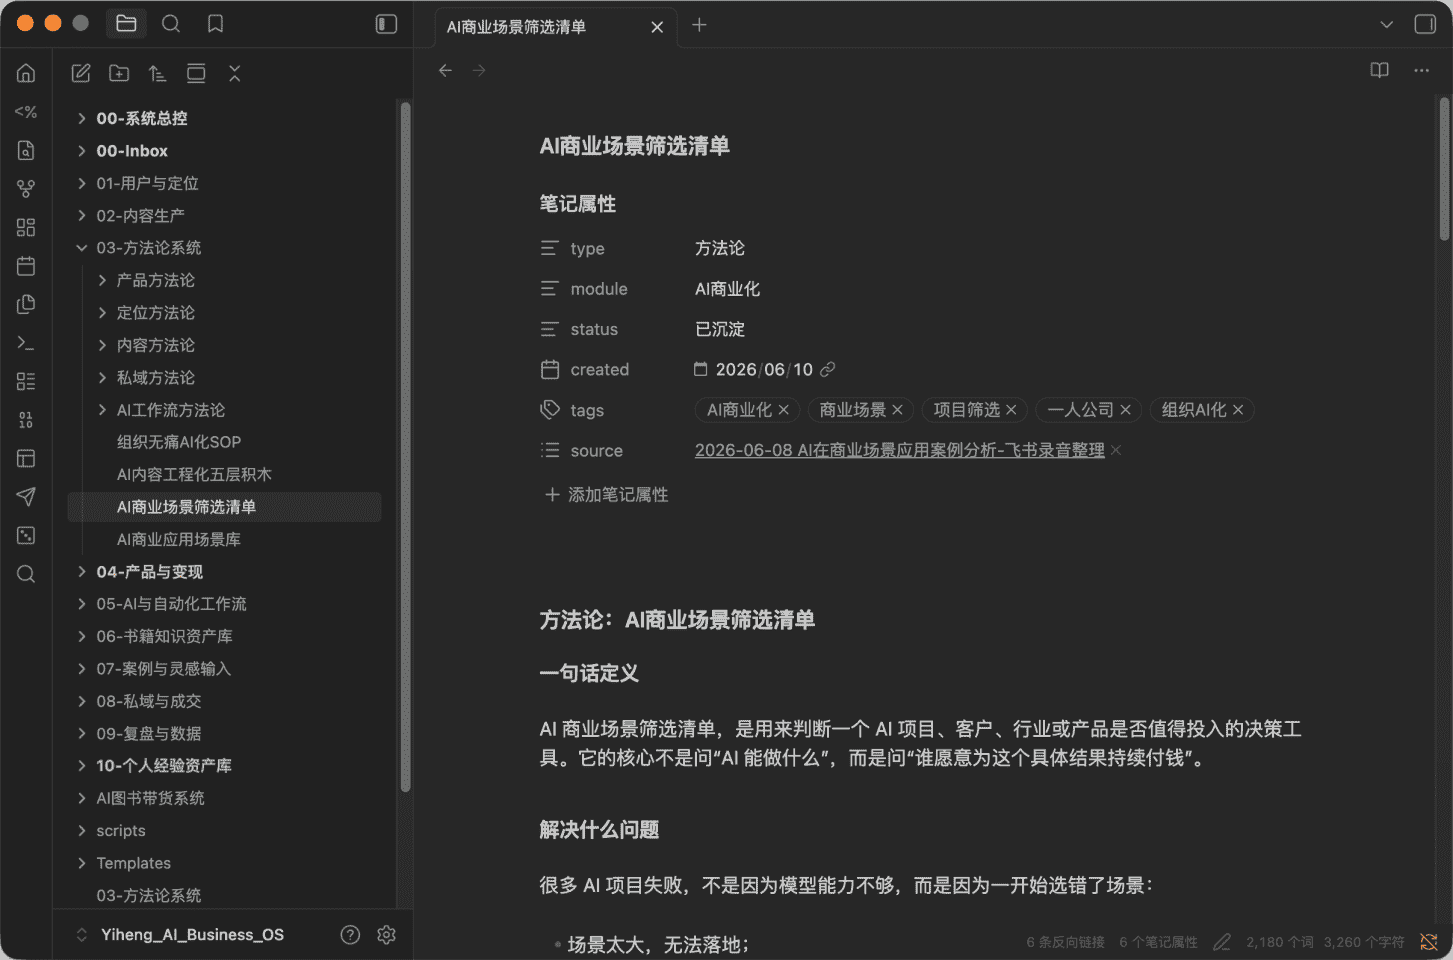 AI商业场景筛选清单
<%
00-系统总控
00-Inbox
01-用户与定位
02-内容生产
03-方法论系统
产品方法论
定位方法论
内容方法论
私域方法论
AI工作流方法论
组织无痛AI化SOP
AI内容工程化五层积木
AI商业场景筛选清单
AI商业应用场景库
04-产品与变现
05-AI与自动化工作流
06-书籍知识资产库
07-案例与灵感输入
08-私域与成交
09-复盘与数据
10-个人经验资产库
AI图书带货系统
scripts
Templates
03-方法论系统
Yiheng_AI_Business_OS
AI商业场景筛选清单
笔记属性
type 方法论
module AI商业化
status 已沉淀
created 2026/06/10
tags AI商业化 商业场景 项目筛选 一人公司 组织AI化
source 2026-06-08 AI在商业场景应用案例分析-飞书录音整理
添加笔记属性
方法论：AI商业场景筛选清单
一句话定义
AI 商业场景筛选清单，是用来判断一个 AI 项目、客户、行业或产品是否值得投入的决策工
具。它的核心不是问“AI 能做什么”，而是问“谁愿意为这个具体结果持续付钱”。
解决什么问题
很多 AI 项目失败，不是因为模型能力不够，而是因为一开始选错了场景：
场景太大，无法落地；
6 条反向链接 6 个笔记属性 2,180 个词 3,260 个字符